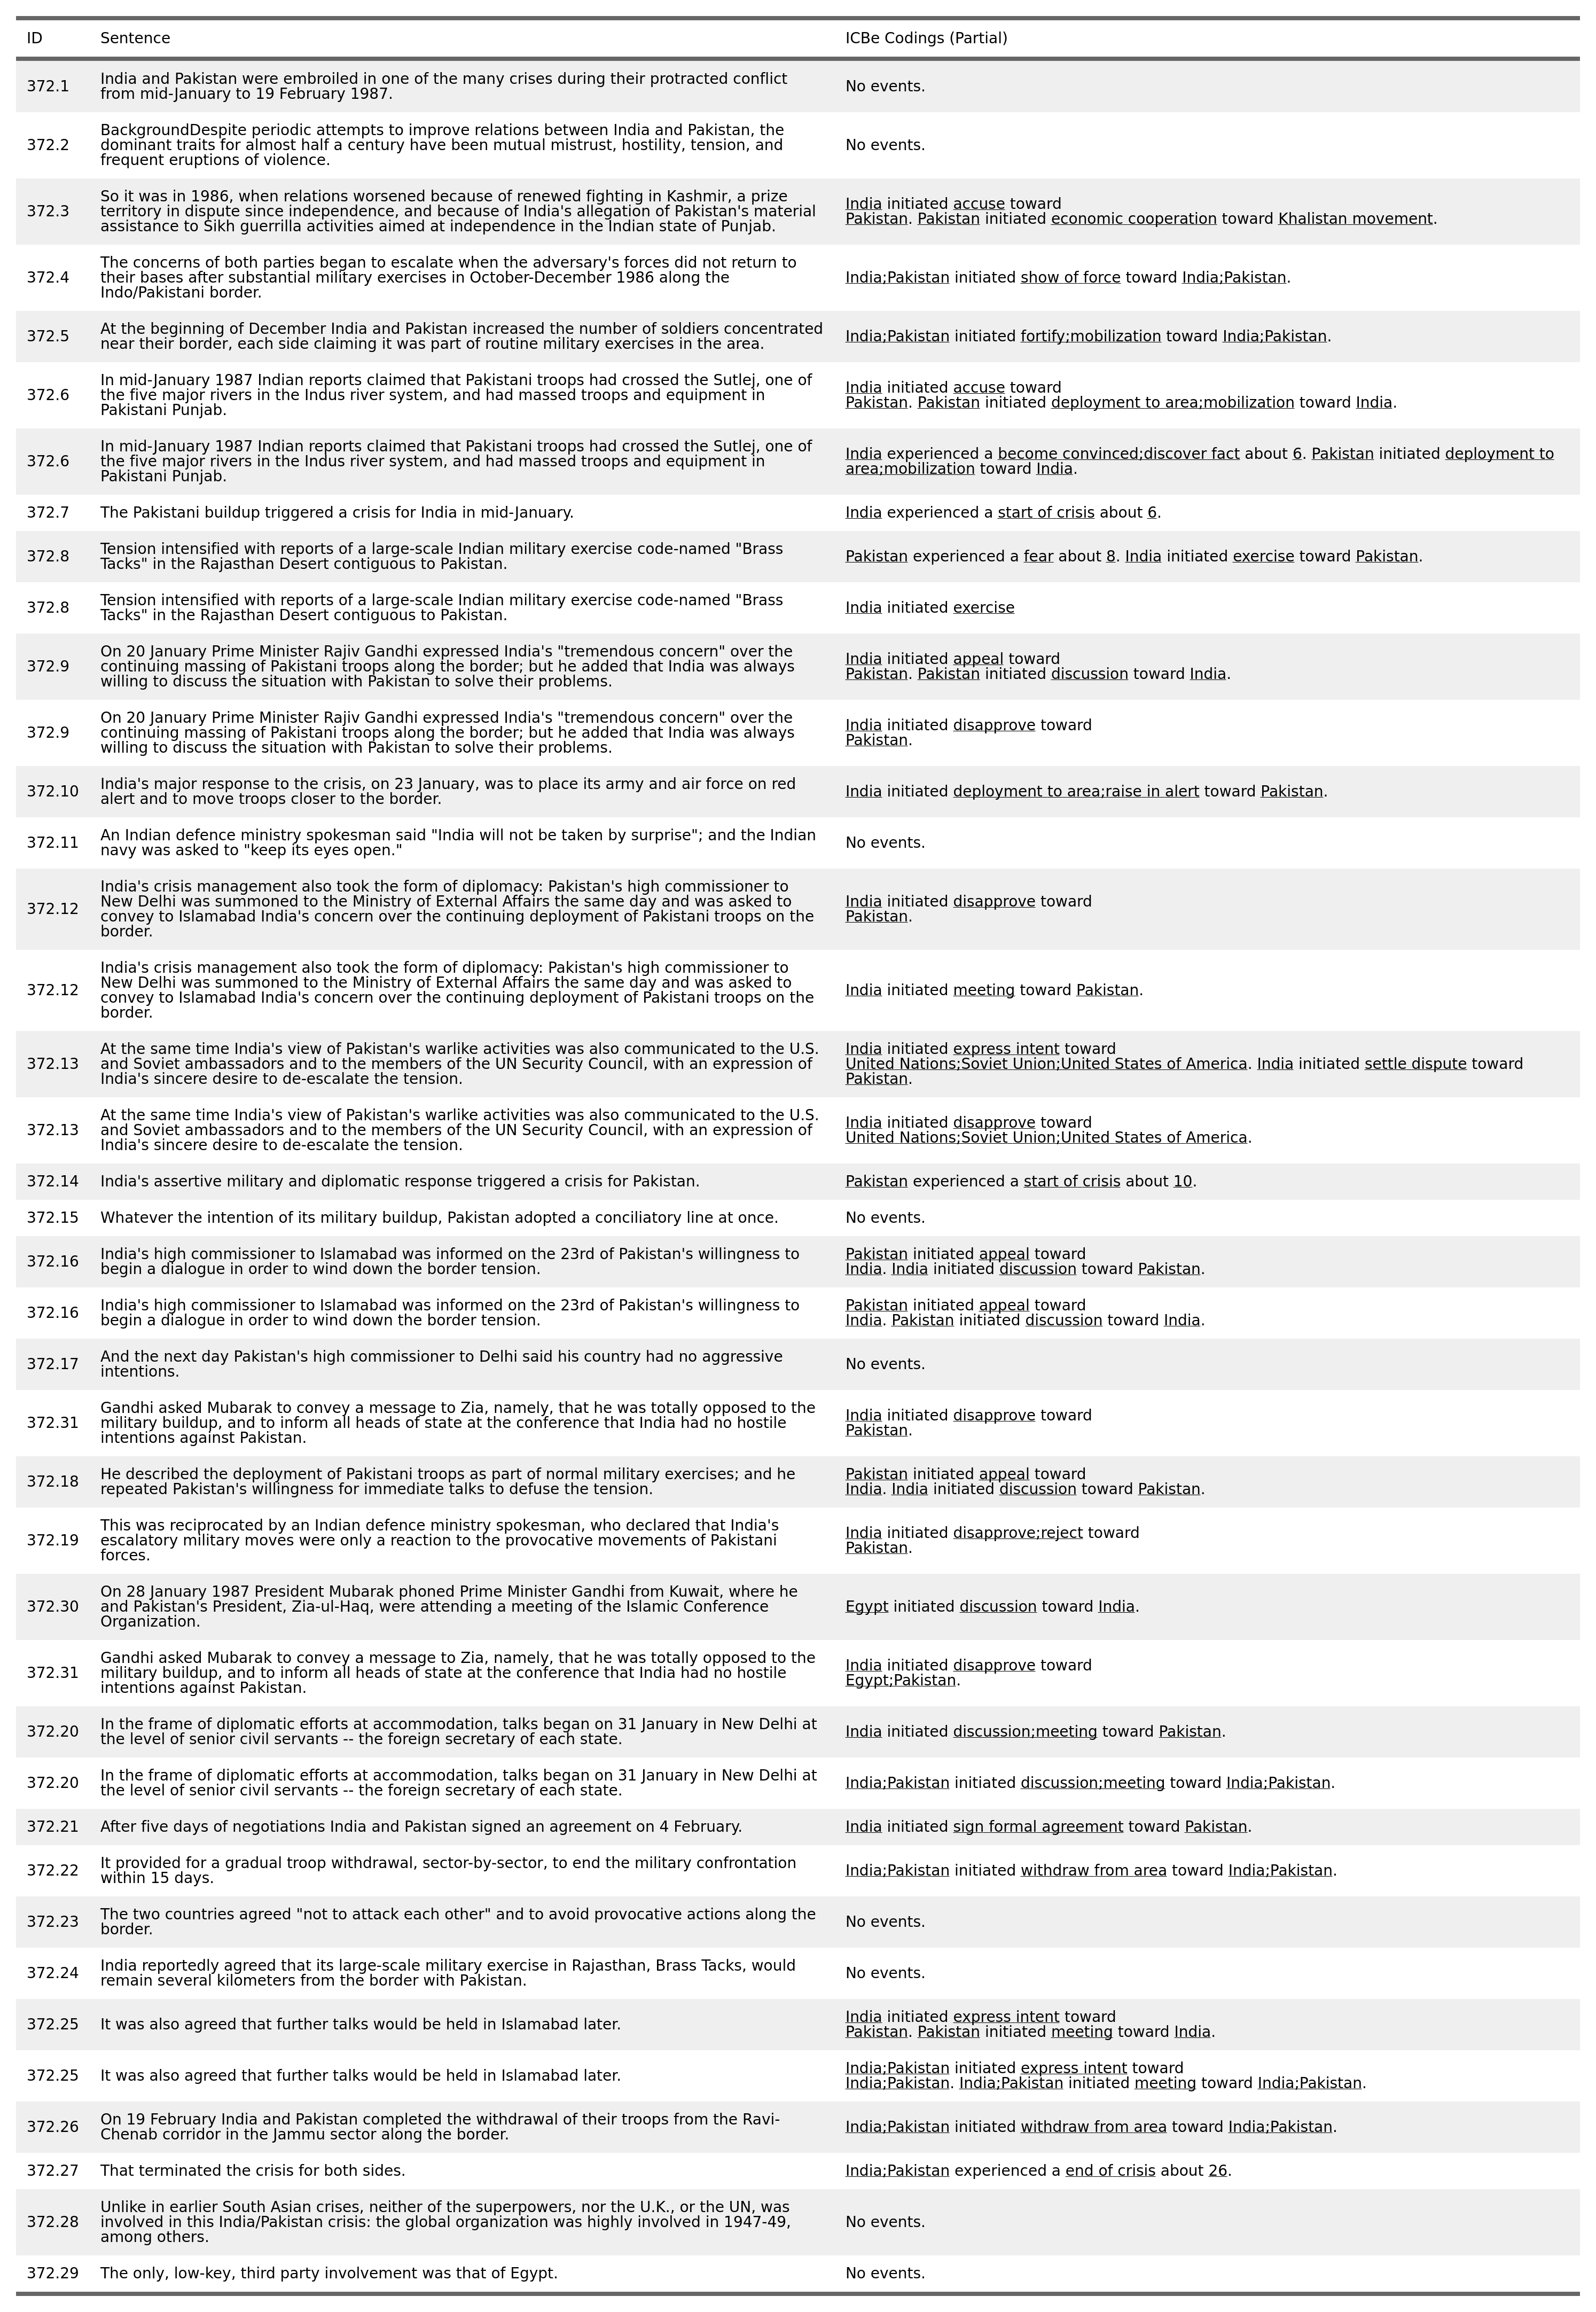 ID Sentence ICBe Codings (Partial)
372.1 India and Pakistan were embroiled in one of the many crises during their protracted conflict
from mid-January to 19 February 1987.
No events.
372.2 BackgroundDespite periodic attempts to improve relations between India and Pakistan, the
dominant traits for almost half a century have been mutual mistrust, hostility, tension, and
frequent eruptions of violence.
No events.
372.3 So it was in 1986, when relations worsened because of renewed fighting in Kashmir, a prize
territory in dispute since independence, and because of India's allegation of Pakistan's material
assistance to Sikh guerrilla activities aimed at independence in the Indian state of Punjab.
India initiated accuse toward
Pakistan. Pakistan initiated economic cooperation toward Khalistan movement.
372.4 The concerns of both parties began to escalate when the adversary's forces did not return to
their bases after substantial military exercises in October-December 1986 along the
Indo/Pakistani border.
India;Pakistan initiated show of force toward India;Pakistan.
372.5 At the beginning of December India and Pakistan increased the number of soldiers concentrated
near their border, each side claiming it was part of routine military exercises in the area.
India;Pakistan initiated fortify;mobilization toward India;Pakistan.
372.6 In mid-January 1987 Indian reports claimed that Pakistani troops had crossed the Sutlej, one of
the five major rivers in the Indus river system, and had massed troops and equipment in
Pakistani Punjab.
India initiated accuse toward
Pakistan. Pakistan initiated deployment to area;mobilization toward India.
372.6 In mid-January 1987 Indian reports claimed that Pakistani troops had crossed the Sutlej, one of
the five major rivers in the Indus river system, and had massed troops and equipment in
Pakistani Punjab.
India experienced a become convinced;discover fact about 6. Pakistan initiated deployment to
area;mobilization toward India.
372.7 The Pakistani buildup triggered a crisis for India in mid-January.
India experienced a start of crisis about 6.
372.8 Tension intensified with reports of a large-scale Indian military exercise code-named "Brass
Tacks" in the Rajasthan Desert contiguous to Pakistan.
Pakistan experienced a fear about 8. India initiated exercise toward Pakistan.
372.8 Tension intensified with reports of a large-scale Indian military exercise code-named "Brass
Tacks" in the Rajasthan Desert contiguous to Pakistan.
India initiated exercise
372.9 On 20 January Prime Minister Rajiv Gandhi expressed India's "tremendous concern" over the
continuing massing of Pakistani troops along the border; but he added that India was always
willing to discuss the situation with Pakistan to solve their problems.
India initiated appeal toward
Pakistan. Pakistan initiated discussion toward India.
372.9 On 20 January Prime Minister Rajiv Gandhi expressed India's "tremendous concern" over the
continuing massing of Pakistani troops along the border; but he added that India was always
willing to discuss the situation with Pakistan to solve their problems.
India initiated disapprove toward
Pakistan.
372.10 India's major response to the crisis, on 23 January, was to place its army and air force on red
alert and to move troops closer to the border.
India initiated deployment to area;raise in alert toward Pakistan.
372.11 An Indian defence ministry spokesman said "India will not be taken by surprise"; and the Indian
navy was asked to "keep its eyes open."
No events.
372.12 India's crisis management also took the form of diplomacy: Pakistan's high commissioner to
New Delhi was summoned to the Ministry of External Affairs the same day and was asked to
convey to Islamabad India's concern over the continuing deployment of Pakistani troops on the
border.
India initiated disapprove toward
Pakistan.
372.12 India's crisis management also took the form of diplomacy: Pakistan's high commissioner to
New Delhi was summoned to the Ministry of External Affairs the same day and was asked to
convey to Islamabad India's concern over the continuing deployment of Pakistani troops on the
border.
India initiated meeting toward Pakistan.
372.13 At the same time India's view of Pakistan's warlike activities was also communicated to the U.S.
and Soviet ambassadors and to the members of the UN Security Council, with an expression of
India's sincere desire to de-escalate the tension.
India initiated express intent toward
United Nations;Soviet Union;United States of America. India initiated settle dispute toward
Pakistan.
372.13 At the same time India's view of Pakistan's warlike activities was also communicated to the U.S.
and Soviet ambassadors and to the members of the UN Security Council, with an expression of
India's sincere desire to de-escalate the tension.
India initiated disapprove toward
United Nations;Soviet Union;United States of America.
372.14 India's assertive military and diplomatic response triggered a crisis for Pakistan.
Pakistan experienced a start of crisis about 10.
372.15 Whatever the intention of its military buildup, Pakistan adopted a conciliatory line at once.
No events.
372.16 India's high commissioner to Islamabad was informed on the 23rd of Pakistan's willingness to
begin a dialogue in order to wind down the border tension.
Pakistan initiated appeal toward
India. India initiated discussion toward Pakistan.
372.16 India's high commissioner to Islamabad was informed on the 23rd of Pakistan's willingness to
begin a dialogue in order to wind down the border tension.
Pakistan initiated appeal toward
India. Pakistan initiated discussion toward India.
372.17 And the next day Pakistan's high commissioner to Delhi said his country had no aggressive
intentions.
No events.
372.31 Gandhi asked Mubarak to convey a message to Zia, namely, that he was totally opposed to the
military buildup, and to inform all heads of state at the conference that India had no hostile
intentions against Pakistan.
India initiated disapprove toward
Pakistan.
372.18 He described the deployment of Pakistani troops as part of normal military exercises; and he
repeated Pakistan's willingness for immediate talks to defuse the tension.
Pakistan initiated appeal toward
India. India initiated discussion toward Pakistan.
372.19 This was reciprocated by an Indian defence ministry spokesman, who declared that India's
escalatory military moves were only a reaction to the provocative movements of Pakistani
forces.
India initiated disapprove;reject toward
Pakistan.
372.30 On 28 January 1987 President Mubarak phoned Prime Minister Gandhi from Kuwait, where he
and Pakistan's President, Zia-ul-Haq, were attending a meeting of the Islamic Conference
Organization.
Egypt initiated discussion toward India.
372.31 Gandhi asked Mubarak to convey a message to Zia, namely, that he was totally opposed to the
military buildup, and to inform all heads of state at the conference that India had no hostile
intentions against Pakistan.
India initiated disapprove toward
Egypt;Pakistan.
372.20 In the frame of diplomatic efforts at accommodation, talks began on 31 January in New Delhi at
the level of senior civil servants -- the foreign secretary of each state.
India initiated discussion;meeting toward Pakistan.
372.20 In the frame of diplomatic efforts at accommodation, talks began on 31 January in New Delhi at
the level of senior civil servants -- the foreign secretary of each state.
India;Pakistan initiated discussion;meeting toward India;Pakistan.
372.21 After five days of negotiations India and Pakistan signed an agreement on 4 February.
India initiated sign formal agreement toward Pakistan.
372.22 It provided for a gradual troop withdrawal, sector-by-sector, to end the military confrontation
within 15 days.
India;Pakistan initiated withdraw from area toward India;Pakistan.
372.23 The two countries agreed "not to attack each other" and to avoid provocative actions along the
border.
No events.
372.24 India reportedly agreed that its large-scale military exercise in Rajasthan, Brass Tacks, would
remain several kilometers from the border with Pakistan.
No events.
372.25 It was also agreed that further talks would be held in Islamabad later.
India initiated express intent toward
Pakistan. Pakistan initiated meeting toward India.
372.25 It was also agreed that further talks would be held in Islamabad later.
India;Pakistan initiated express intent toward
India;Pakistan. India;Pakistan initiated meeting toward India;Pakistan.
372.26 On 19 February India and Pakistan completed the withdrawal of their troops from the Ravi-
Chenab corridor in the Jammu sector along the border.
India;Pakistan initiated withdraw from area toward India;Pakistan.
372.27 That terminated the crisis for both sides.
India;Pakistan experienced a end of crisis about 26.
372.28 Unlike in earlier South Asian crises, neither of the superpowers, nor the U.K., or the UN, was
involved in this India/Pakistan crisis: the global organization was highly involved in 1947-49,
among others.
No events.
372.29 The only, low-key, third party involvement was that of Egypt.
No events.